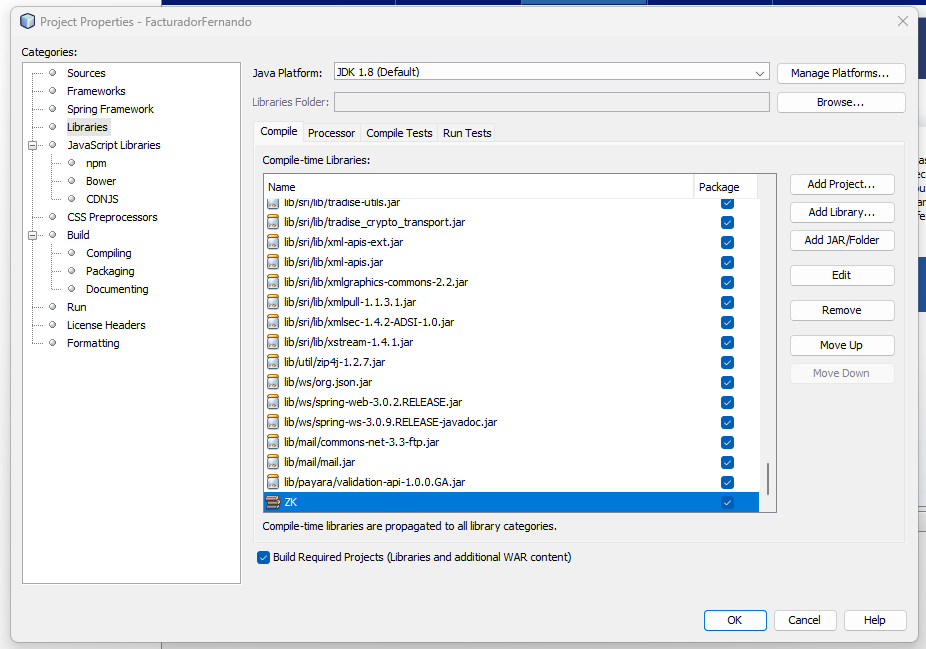 Project Properties - FacturadorFernando
Categories:
Sources
Frameworks
Spring Framework
Libraries
JavaScript Libraries
npm
Bower
CDNJS
CSS Preprocessors
Build
Compiling
Packaging
Documenting
Run
License Headers
Formatting
Java Platform: JDK 1.8 (Default) Manage Platforms...
Libraries Folder: Browse...
Compile Processor Compile Tests Run Tests
Compile-time Libraries:
Name Package
lib/sri/lib/tradise-utils.jar
lib/sri/lib/tradise_crypto_transport.jar
lib/sri/lib/xml-apis-ext.jar
lib/sri/lib/xml-apis.jar
lib/sri/lib/xmlgraphics-commons-2.2.jar
lib/sri/lib/xmlpull-1.1.3.1.jar
lib/sri/lib/xmlsec-1.4.2-ADSI-1.0.jar
lib/sri/lib/xstream-1.4.1.jar
lib/util/zip4j-1.2.7.jar
lib/ws/org.json.jar
lib/ws/spring-web-3.0.2.RELEASE.jar
lib/ws/spring-ws-3.0.9.RELEASE-javadoc.jar
lib/mail/commons-net-3.3-ftp.jar
lib/mail/mail.jar
lib/payara/validation-api-1.0.0.GA.jar
ZK
Add Project...
Add Library...
Add JAR/Folder
Edit
Remove
Move Up
Move Down
Compile-time libraries are propagated to all library categories.
Build Required Projects (Libraries and additional WAR content)
OK Cancel Help